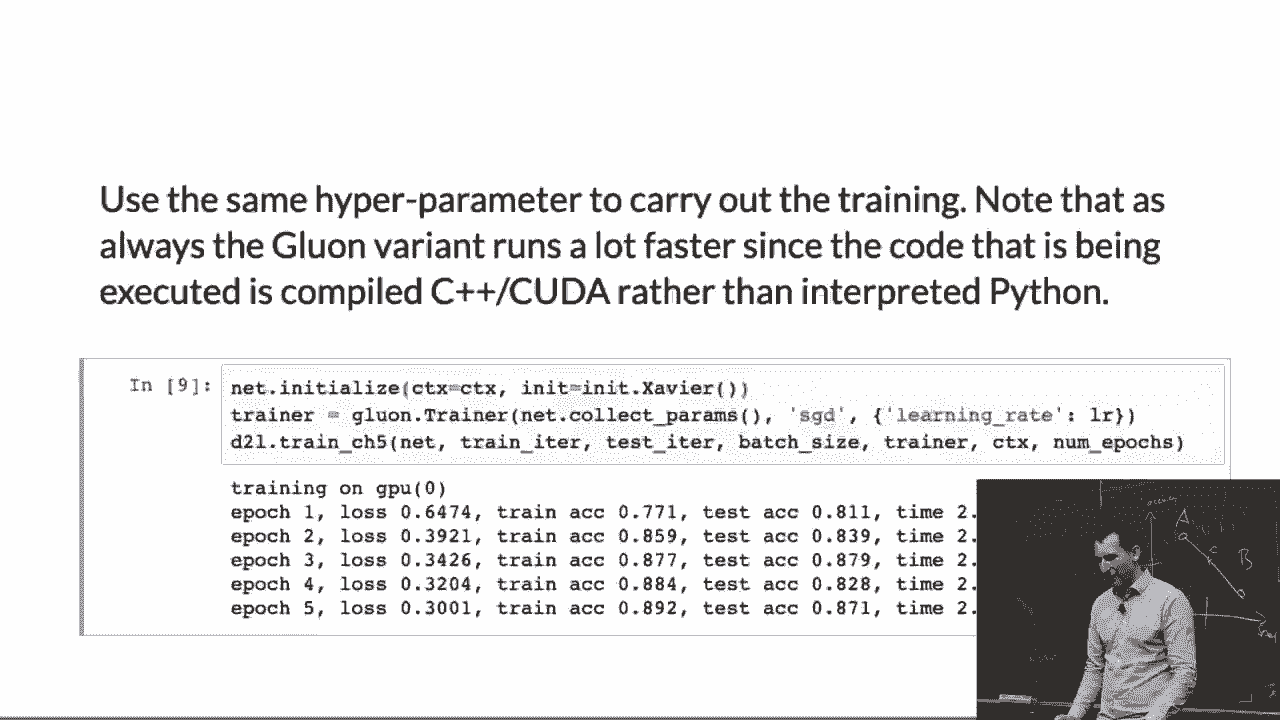 Use the same hyper-parameter to carry out the training. Note that as
always the Gluon variant runs a lot faster since the code that is being
executed is compiled C++/CUDA rather than interpreted Python.
In [9]:
net.initialize(ctx=ctx, init=init.Xavier())
trainer = gluon.Trainer(net.collect_params(), 'sgd', {'learning_rate': lr})
d2l.train_ch5(net, train_iter, test_iter, batch_size, trainer, ctx, num_epochs)
training on gpu(0)
epoch 1, loss 0.6474, train acc 0.771, test acc 0.811, time 2.
epoch 2, loss 0.3921, train acc 0.859, test acc 0.839, time 2.
epoch 3, loss 0.3426, train acc 0.877, test acc 0.879, time 2.
epoch 4, loss 0.3204, train acc 0.884, test acc 0.828, time 2.
epoch 5, loss 0.3001, train acc 0.892, test acc 0.871, time 2.
A
C
B